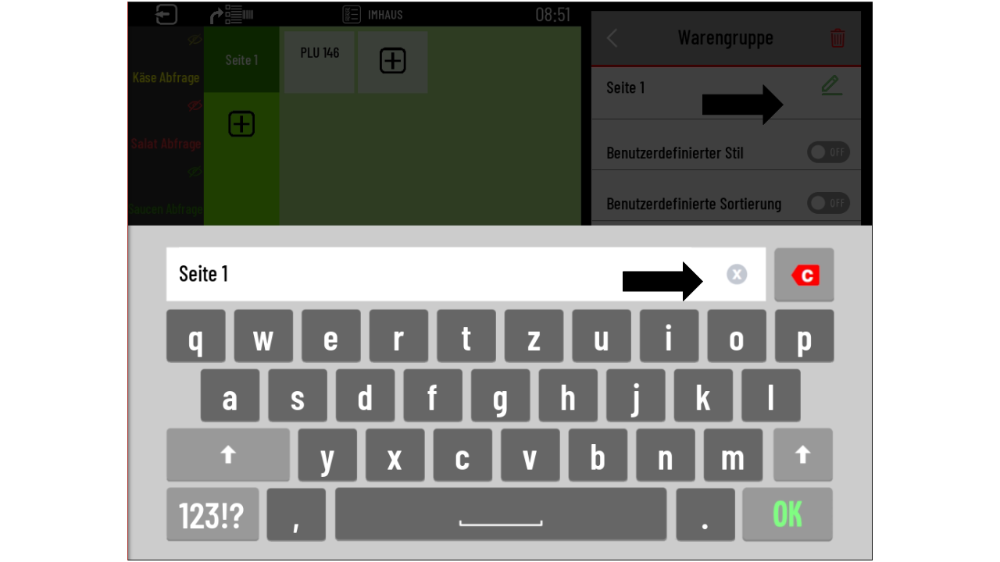 IMHAUS
08:51
Käse Abfrage
Salat Abfrage
Saucen Abfrage
Seite 1
PLU 146
Warengruppe
Seite 1
Benutzerdefinierter Stil
OFF
Benutzerdefinierte Sortierung
OFF
Seite 1
x
C
q w e r t z u i o p
a s d f g h j k l
y x c v b n m
123!? , . OK